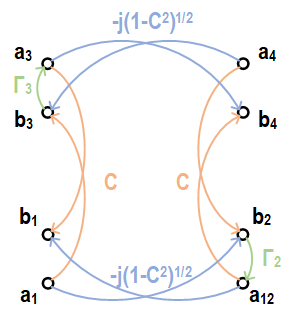 -j(1-C²)¹/²
a₃ a₄
Γ₃
b₃ b₄
C C
b₁ b₂
Γ₂
-j(1-C²)¹/²
a₁ a₁₂